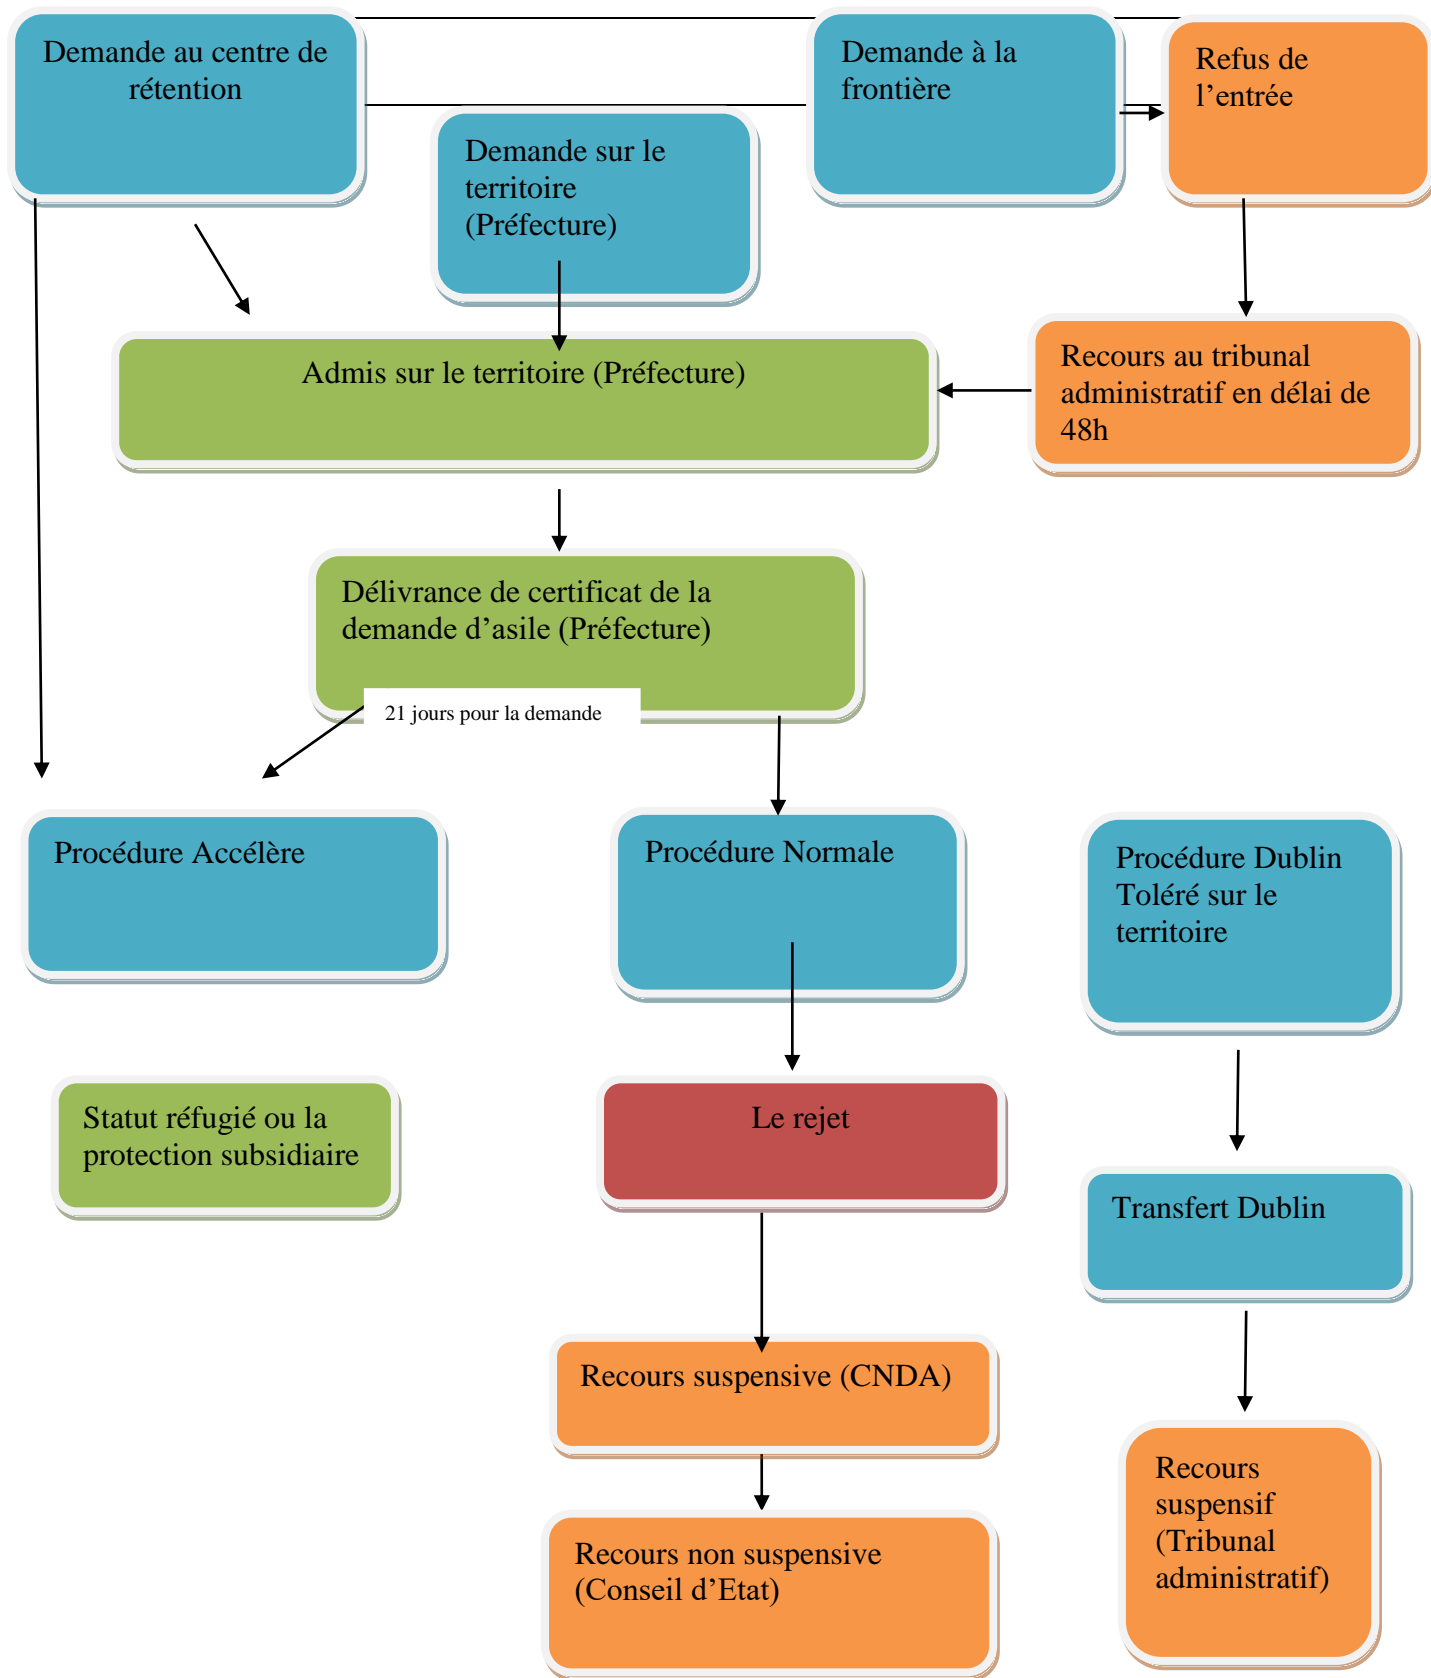 Demande au centre de
rétention
Demande à la
frontière
Refus de
l’entrée
Demande sur le
territoire
(Préfecture)
Admis sur le territoire (Préfecture)
Recours au tribunal
administratif en délai de
48h
Délivrance de certificat de la
demande d’asile (Préfecture)
21 jours pour la demande
Procédure Accélère
Procédure Normale
Procédure Dublin
Toléré sur le
territoire
Statut réfugié ou la
protection subsidiaire
Le rejet
Transfert Dublin
Recours suspensive (CNDA)
Recours
suspensif
(Tribunal
administratif)
Recours non suspensive
(Conseil d’Etat)